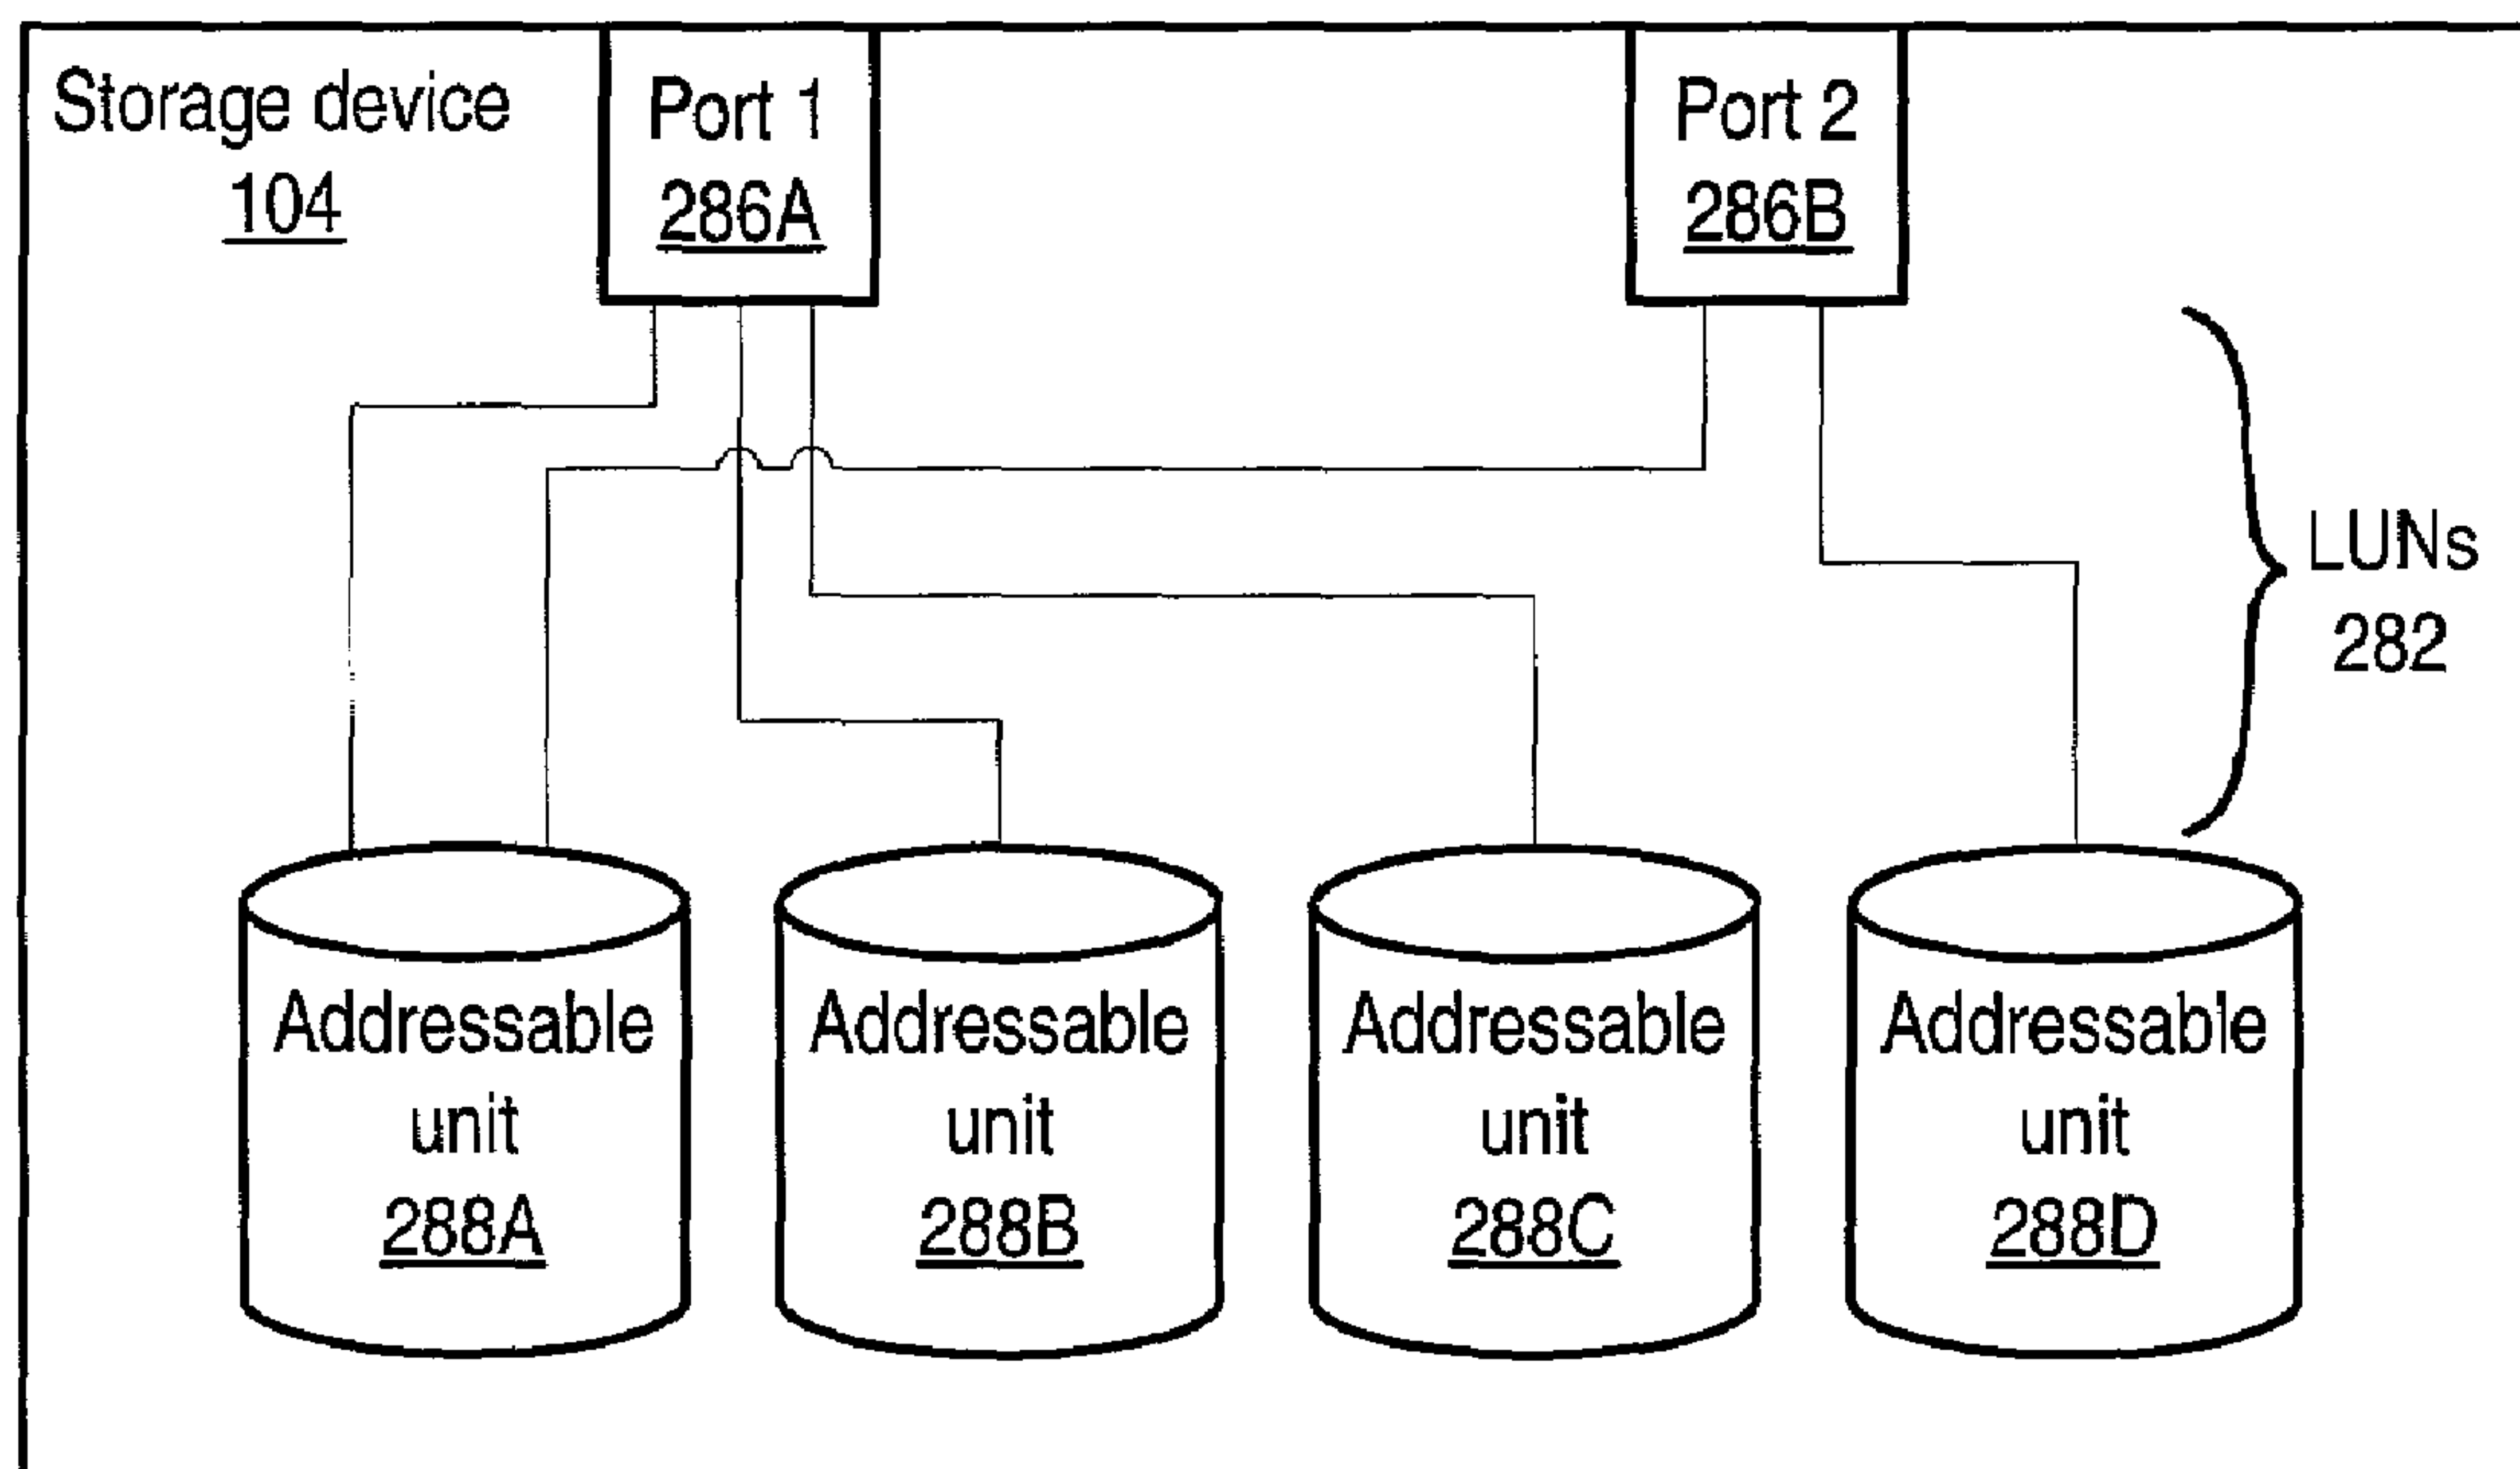 Storage device
104
Port 1
286A
Port 2
286B
LUNs
282
Addressable
unit
288A
Addressable
unit
288B
Addressable
unit
288C
Addressable
unit
288D